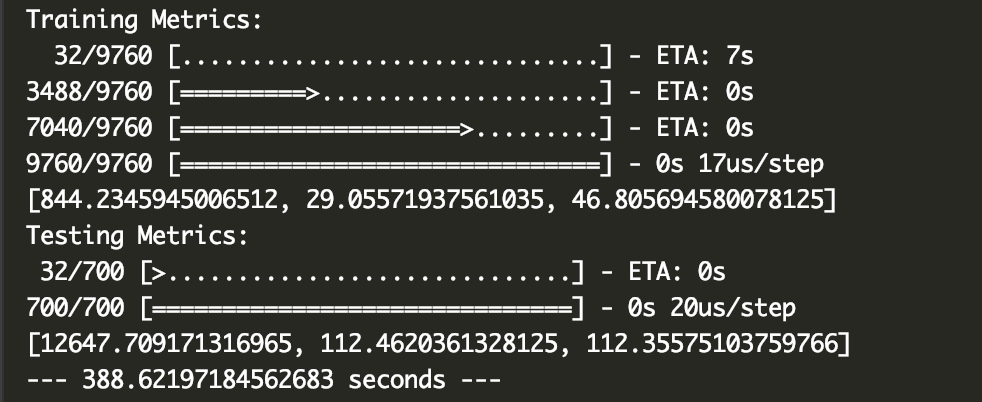 Training Metrics:
32/9760 [..............................] - ETA: 7s
3488/9760 [=========>....................] - ETA: 0s
7040/9760 [====================>.........] - ETA: 0s
9760/9760 [==============================] - 0s 17us/step
[844.2345945006512, 29.05571937561035, 46.805694580078125]
Testing Metrics:
32/700 [>.............................] - ETA: 0s
700/700 [==============================] - 0s 20us/step
[12647.709171316965, 112.4620361328125, 112.35575103759766]
--- 388.62197184562683 seconds ---